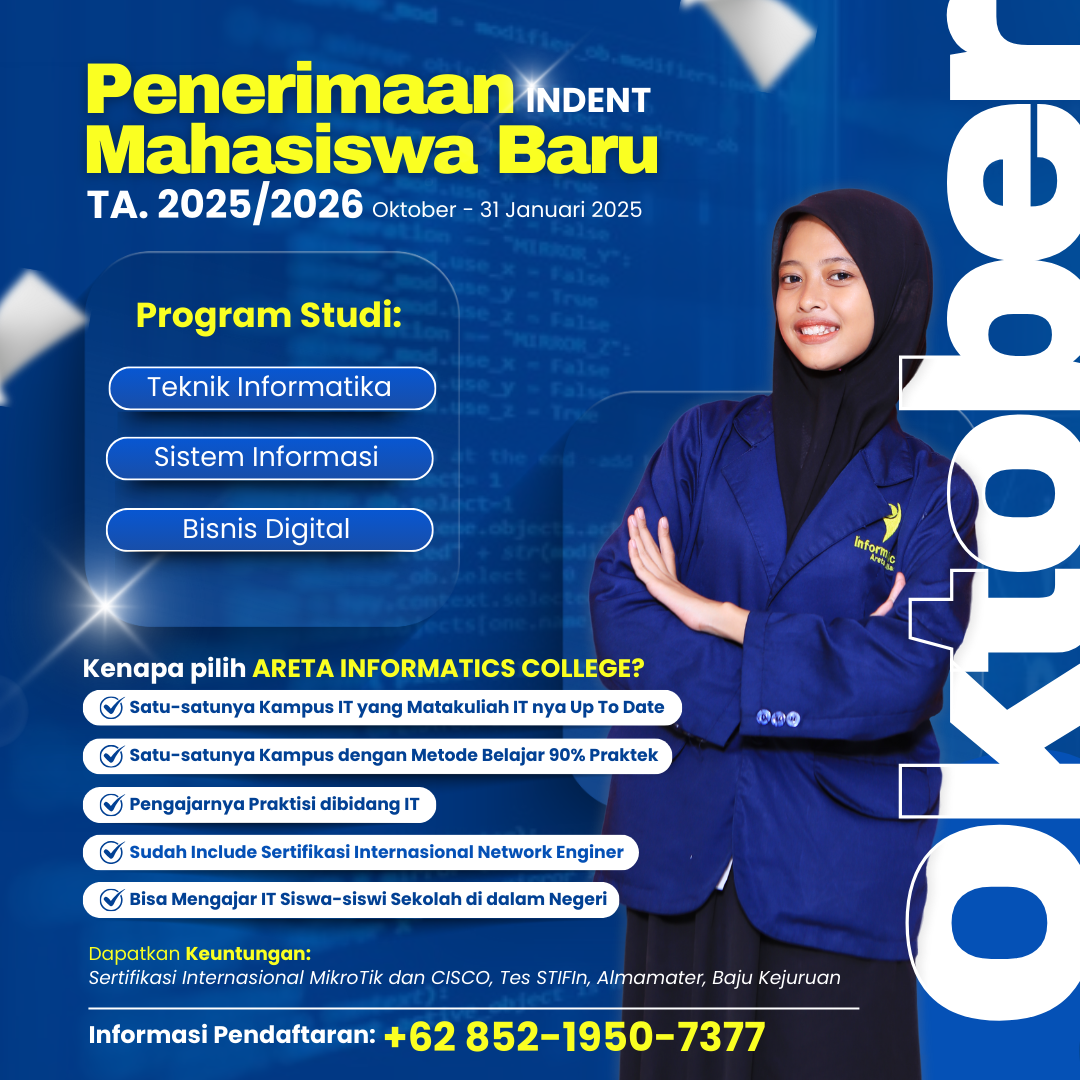 Penerimaan INDENT
Mahasiswa Baru
TA. 2025/2026 Oktober - 31 Januari 2025
Program Studi:
Teknik Informatika
Sistem Informasi
Bisnis Digital
Kenapa pilih ARETA INFORMATICS COLLEGE?
Satu-satunya Kampus IT yang Matakuliah IT nya Up To Date
Satu-satunya Kampus dengan Metode Belajar 90% Praktek
Pengajarnya Praktisi dibidang IT
Sudah Include Sertifikasi Internasional Network Enginer
Bisa Mengajar IT Siswa-siswi Sekolah di dalam Negeri
Dapatkan Keuntungan:
Sertifikasi Internasional MikroTik dan CISCO, Tes STIFIn, Almamater, Baju Kejuruan
Informasi Pendaftaran: +62 852-1950-7377
oktober